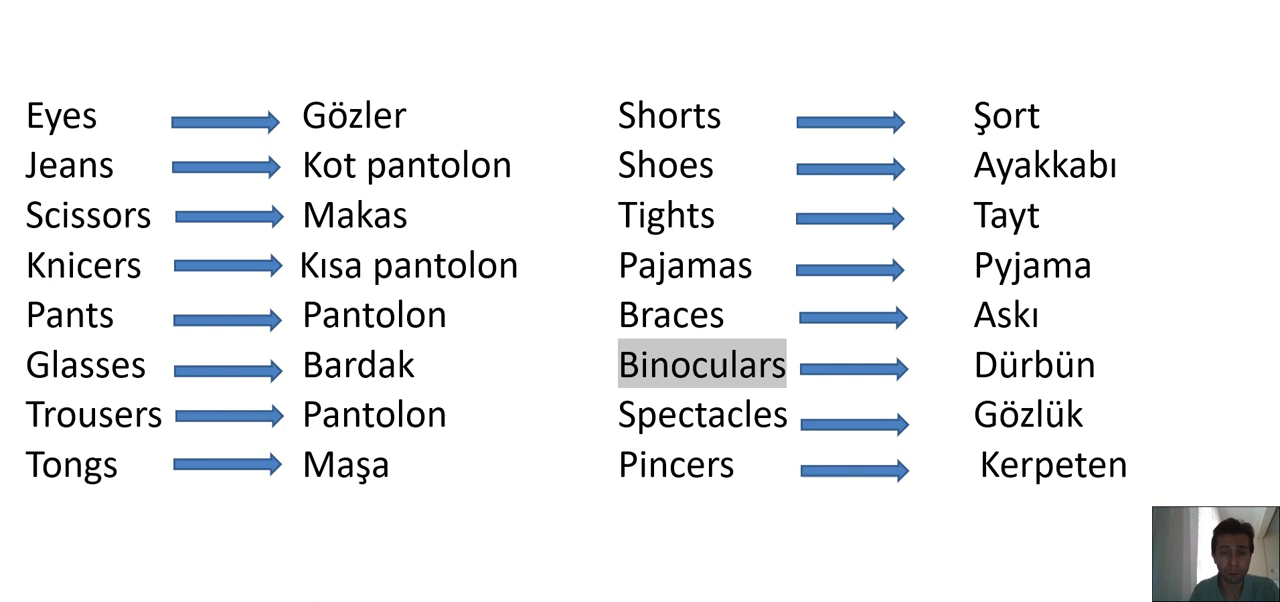 Eyes Gözler
Jeans Kot pantolon
Scissors Makas
Knicers Kısa pantolon
Pants Pantolon
Glasses Bardak
Trousers Pantolon
Tongs Maşa
Shorts Şort
Shoes Ayakkabı
Tights Tayt
Pajamas Pyjama
Braces Askı
Binoculars Dürbün
Spectacles Gözlük
Pincers Kerpeten